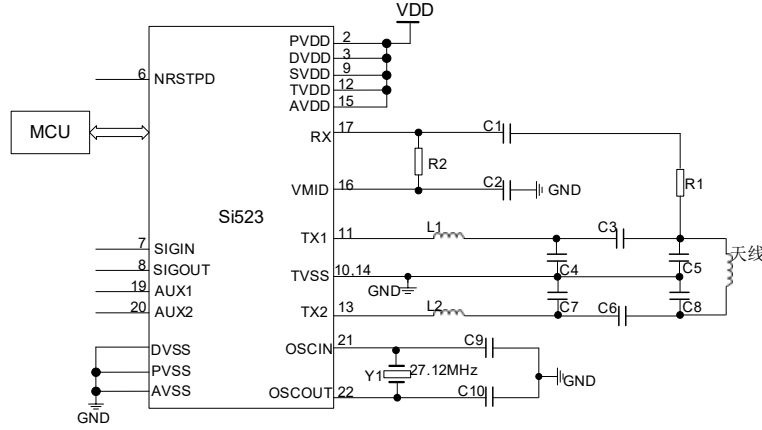 VDD
PVDD 2
DVDD 3
SVDD 9
TVDD 12
AVDD 15
6 NRSTPD
MCU
RX 17
C1
R2
VMID 16
C2
GND
R1
Si523
TX1 11
L1
C3
C4
C5
天线
TVSS 10,14
GND
TX2 13
L2
C7
C6
C8
7 SIGIN
8 SIGOUT
19 AUX1
20 AUX2
OSCIN 21
C9
Y1 27.12MHz
GND
OSCOUT 22
C10
DVSS
PVSS
AVSS
GND